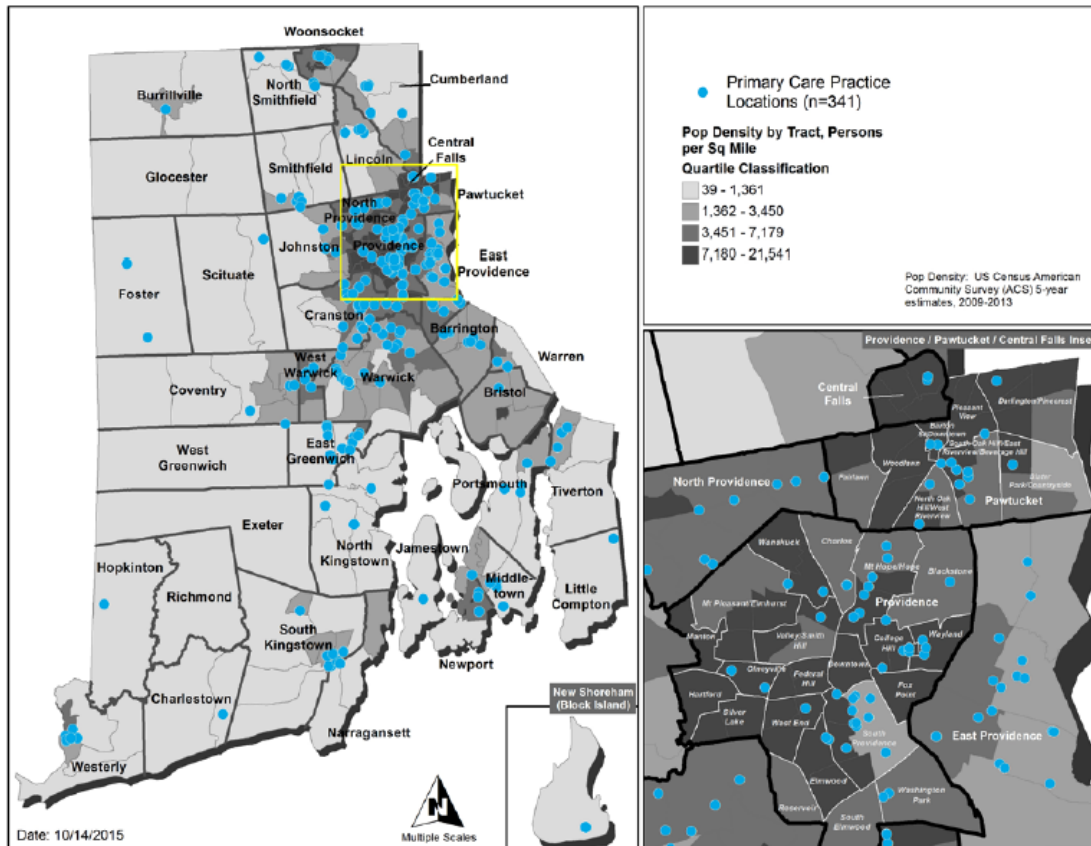 Woonsocket
Cumberland
North
Smithfield
Burrillville
Central
Falls
Lincoln
Smithfield
Glocester
Pawtucket
North
Providence
Providence
Johnston
East
Providence
Scituate
Foster
Cranston
Barrington
Warren
West
Warwick
Warwick
Coventry
Bristol
West
Greenwich
East
Greenwich
Portsmouth
Tiverton
Exeter
North
Kingstown
Jamestown
Middle-
town
Hopkinton
Richmond
Little
Compton
South
Kingstown
Newport
Charlestown
Narragansett
Westerly
New Shoreham
(Block Island)
N
Multiple Scales
Date: 10/14/2015
Primary Care Practice
Locations (n=341)
Pop Density by Tract, Persons
per Sq Mile
Quartile Classification
39 - 1,361
1,362 - 3,450
3,451 - 7,179
7,180 - 21,541
Pop Density: US Census American
Community Survey (ACS) 5-year
estimates, 2009-2013
Providence / Pawtucket / Central Falls Inse
Central
Falls
Pleasant
View
Darlington/Pinecrest
Woodlawn
Fairlawn
North Providence
Pawtucket
North Oak
Hill/West
Riverview
Wanskuck
Charles
Mt Hope/Hope
Blackstone
Providence
Mt Pleasant/Elmhurst
Manton
Valley-Smith
Hill
College
Hill
Wayland
Olneyville
Federal
Hill
Downtown
Fox
Point
Hartford
Silver
Lake
West End
South
Providence
East Providence
Elmwood
Reservoir
Washington
Park
South
Elmwood